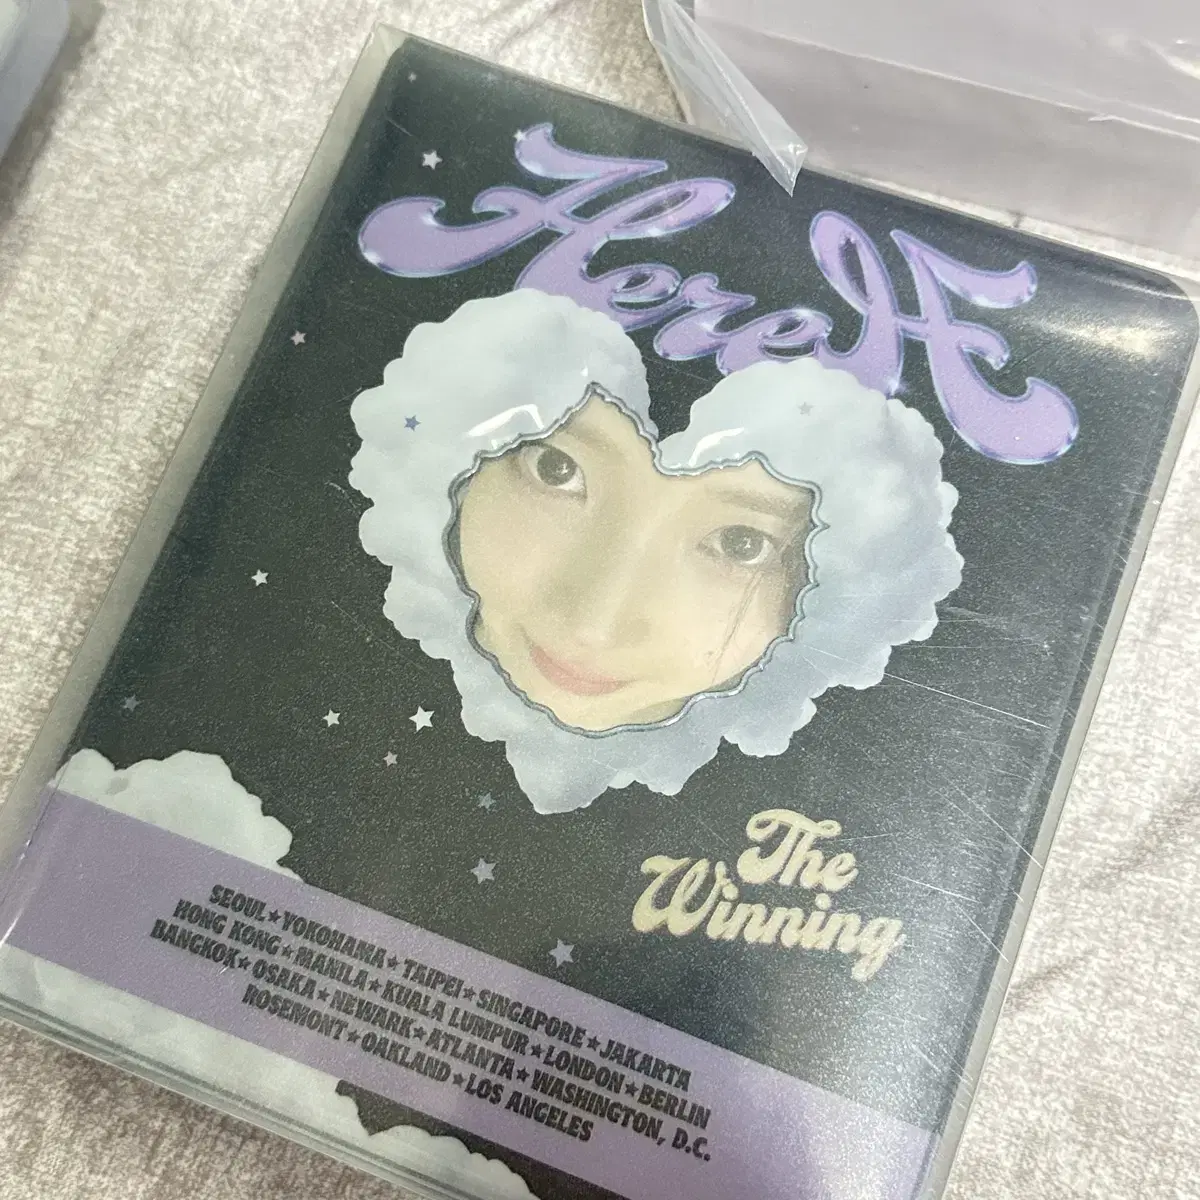 HereH
The
Winning
SEOUL★YOKOHAMA★TAIPEI★SINGAPORE★JAKARTA
HONG KONG★MANILA★KUALA LUMPUR★LONDON★BERLIN
BANGKOK★OSAKA★NEWARK★ATLANTA★WASHINGTON, D.C.
ROSEMONT★OAKLAND★LOS ANGELES